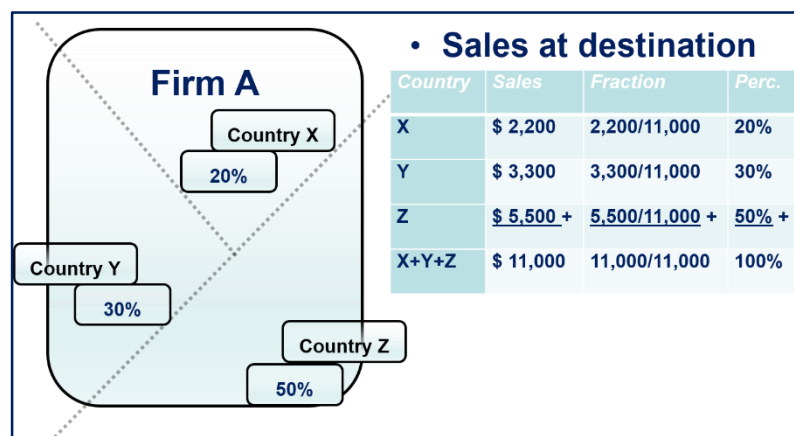 Firm A
Country X
20%
Country Y
30%
Country Z
50%
• Sales at destination
Country Sales Fraction Perc.
X $ 2,200 2,200/11,000 20%
Y $ 3,300 3,300/11,000 30%
Z $ 5,500 + 5,500/11,000 + 50% +
X+Y+Z $ 11,000 11,000/11,000 100%